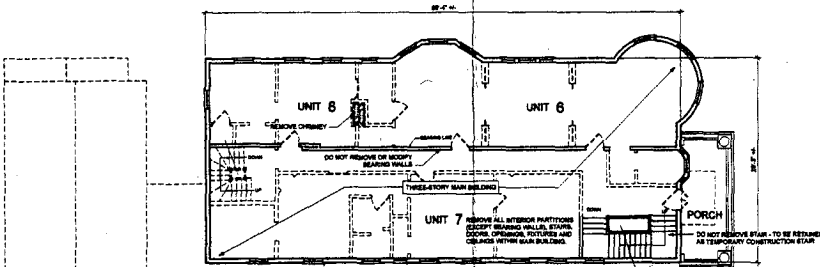 UNIT 8
UNIT 6
REMOVE CHIMNEY
BEARING LINE
DOWN
DO NOT REMOVE OR MODIFY
BEARING WALLS
UP
THREE-STORY MAIN BUILDING
UNIT 7
REMOVE ALL INTERIOR PARTITIONS
(EXCEPT BEARING WALLS), STAIRS,
DOORS, OPENINGS, FIXTURES AND
CEILINGS WITHIN MAIN BUILDING.
DOWN
PORCH
DO NOT REMOVE STAIR - TO BE RETAINED
AS TEMPORARY CONSTRUCTION STAIR